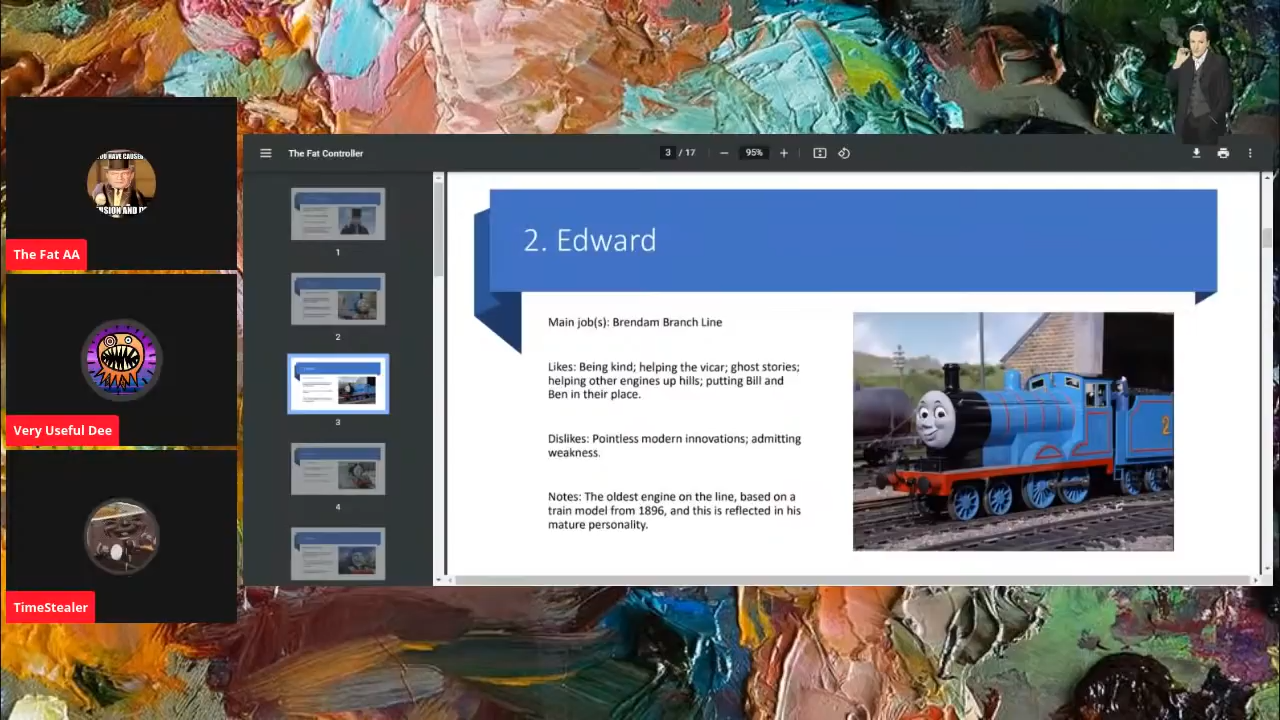 OU HAVE CAUSED
The Fat AA
Very Useful Dee
TimeStealer
The Fat Controller
3 / 17
95%
1
2
3
4
2. Edward
Main job(s): Brendam Branch Line
Likes: Being kind; helping the vicar; ghost stories;
helping other engines up hills; putting Bill and
Ben in their place.
Dislikes: Pointless modern innovations; admitting
weakness.
Notes: The oldest engine on the line, based on a
train model from 1896, and this is reflected in his
mature personality.
2